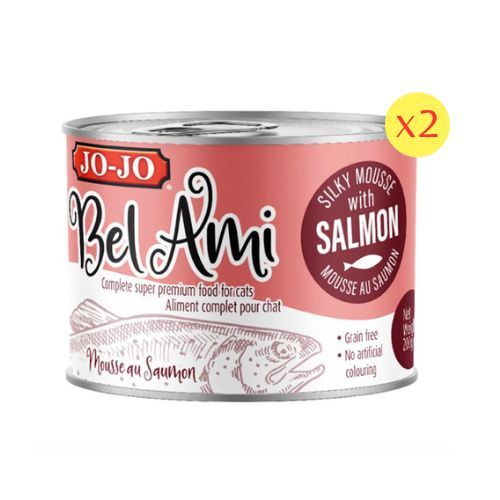 x2
JO-JO
®
Bel Ami
Complete super premium food for cats
Aliment complet pour chat
Mousse au Saumon
SILKY MOUSSE
with
SALMON
MOUSSE AU SAUMON
• Grain free
• No artificial
colouring
Net